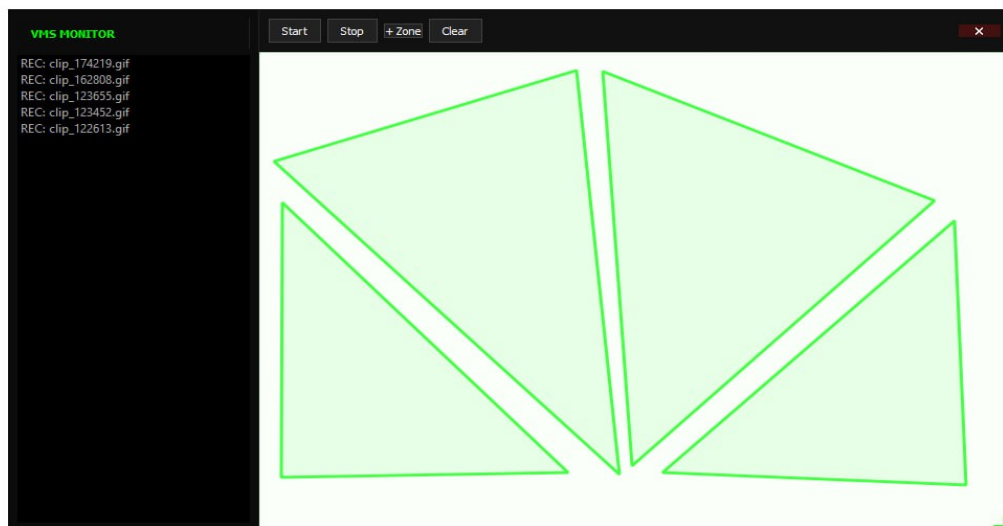 VMS MONITOR
Start Stop + Zone Clear ✕
REC: clip_174219.gif
REC: clip_162808.gif
REC: clip_123655.gif
REC: clip_123452.gif
REC: clip_122613.gif